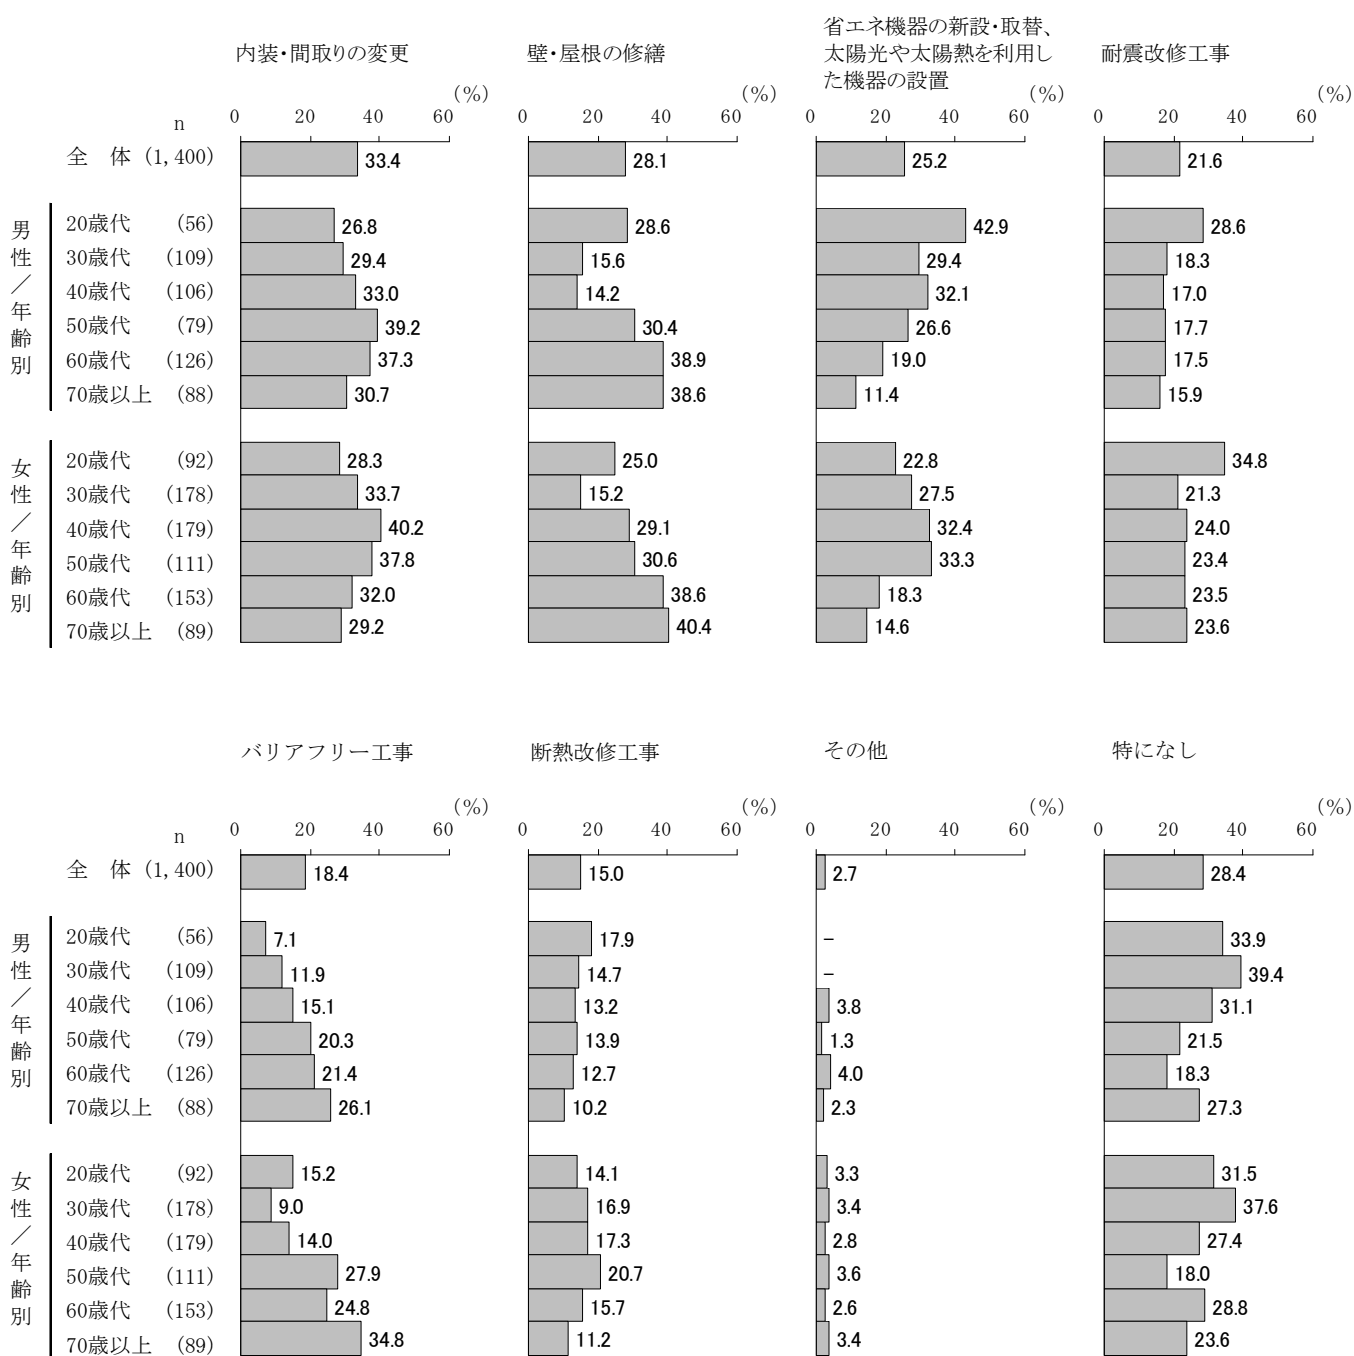 内装・間取りの変更
壁・屋根の修繕
省エネ機器の新設・取替、
太陽光や太陽熱を利用し
た機器の設置
耐震改修工事
(%) (%) (%) (%)
n 0 20 40 60 0 20 40 60 0 20 40 60 0 20 40 60
全 体 (1,400) 33.4 28.1 25.2 21.6
男性/年齢別
20歳代 (56) 26.8 28.6 42.9 28.6
30歳代 (109) 29.4 15.6 29.4 18.3
40歳代 (106) 33.0 14.2 32.1 17.0
50歳代 (79) 39.2 30.4 26.6 17.7
60歳代 (126) 37.3 38.9 19.0 17.5
70歳以上 (88) 30.7 38.6 11.4 15.9
女性/年齢別
20歳代 (92) 28.3 25.0 22.8 34.8
30歳代 (178) 33.7 15.2 27.5 21.3
40歳代 (179) 40.2 29.1 32.4 24.0
50歳代 (111) 37.8 30.6 33.3 23.4
60歳代 (153) 32.0 38.6 18.3 23.5
70歳以上 (89) 29.2 40.4 14.6 23.6
バリアフリー工事 断熱改修工事 その他 特になし
(%) (%) (%) (%)
n 0 20 40 60 0 20 40 60 0 20 40 60 0 20 40 60
全 体 (1,400) 18.4 15.0 2.7 28.4
男性/年齢別
20歳代 (56) 7.1 17.9 - 33.9
30歳代 (109) 11.9 14.7 - 39.4
40歳代 (106) 15.1 13.2 3.8 31.1
50歳代 (79) 20.3 13.9 1.3 21.5
60歳代 (126) 21.4 12.7 4.0 18.3
70歳以上 (88) 26.1 10.2 2.3 27.3
女性/年齢別
20歳代 (92) 15.2 14.1 3.3 31.5
30歳代 (178) 9.0 16.9 3.4 37.6
40歳代 (179) 14.0 17.3 2.8 27.4
50歳代 (111) 27.9 20.7 3.6 18.0
60歳代 (153) 24.8 15.7 2.6 28.8
70歳以上 (89) 34.8 11.2 3.4 23.6